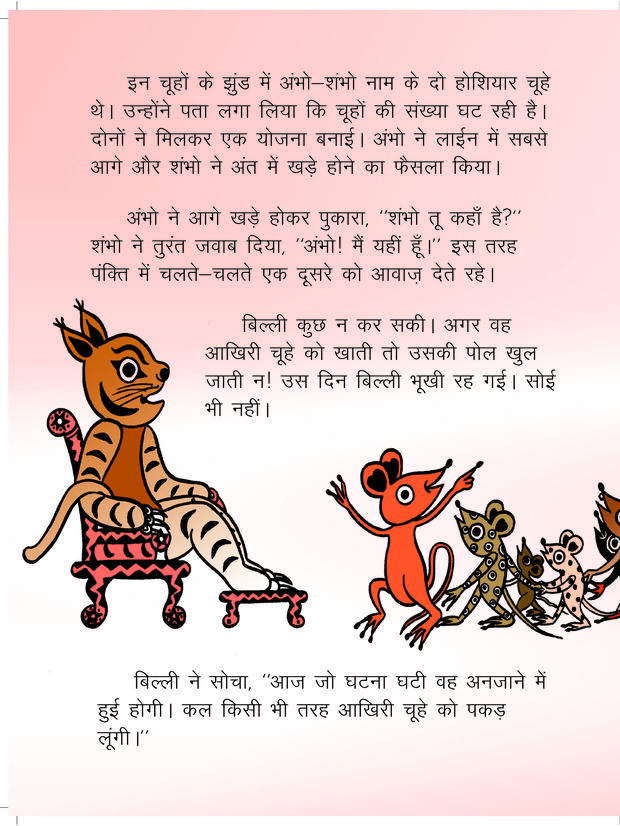 इन चूहों के झुंड में अंभो–शंभो नाम के दो होशियार चूहे
थे। उन्होंने पता लगा लिया कि चूहों की संख्या घट रही है।
दोनों ने मिलकर एक योजना बनाई। अंभो ने लाईन में सबसे
आगे और शंभो ने अंत में खड़े होने का फैसला किया।
अंभो ने आगे खड़े होकर पुकारा, ''शंभो तू कहाँ है?''
शंभो ने तुरंत जवाब दिया, ''अंभो! मैं यहीं हूँ।'' इस तरह
पंक्ति में चलते–चलते एक दूसरे को आवाज़ देते रहे।
बिल्ली कुछ न कर सकी। अगर वह
आखिरी चूहे को खाती तो उसकी पोल खुल
जाती न! उस दिन बिल्ली भूखी रह गई। सोई
भी नहीं।
बिल्ली ने सोचा, ''आज जो घटना घटी वह अनजाने में
हुई होगी। कल किसी भी तरह आखिरी चूहे को पकड़
लूंगी।''